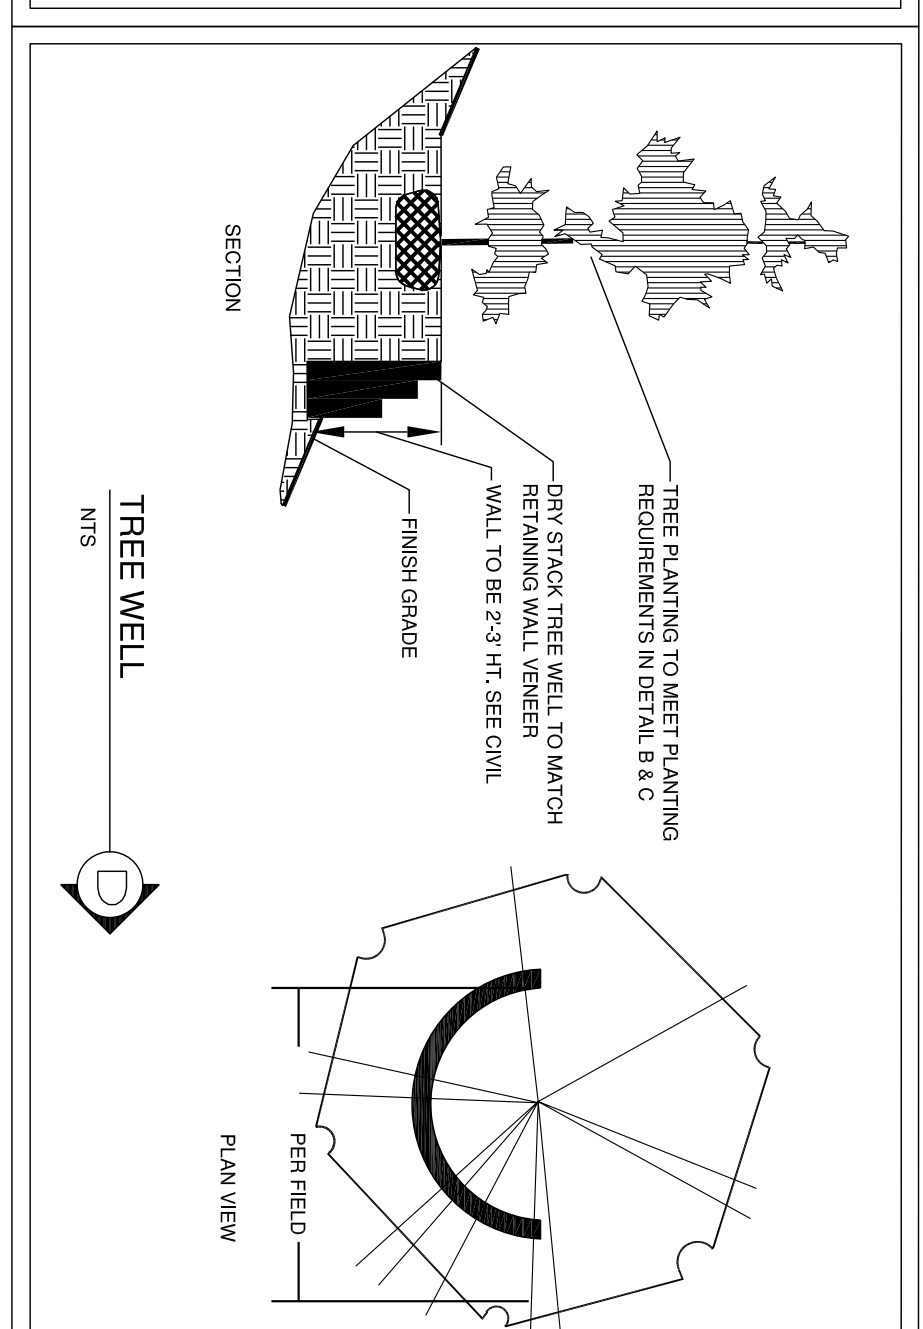 TREE PLANTING TO MEET PLANTING
REQUIREMENTS IN DETAIL B & C
DRY STACK TREE WELL TO MATCH
RETAINING WALL VENEER
WALL TO BE 2'-3' HT. SEE CIVIL
FINISH GRADE
SECTION
PER FIELD
PLAN VIEW
TREE WELL
NTS
D